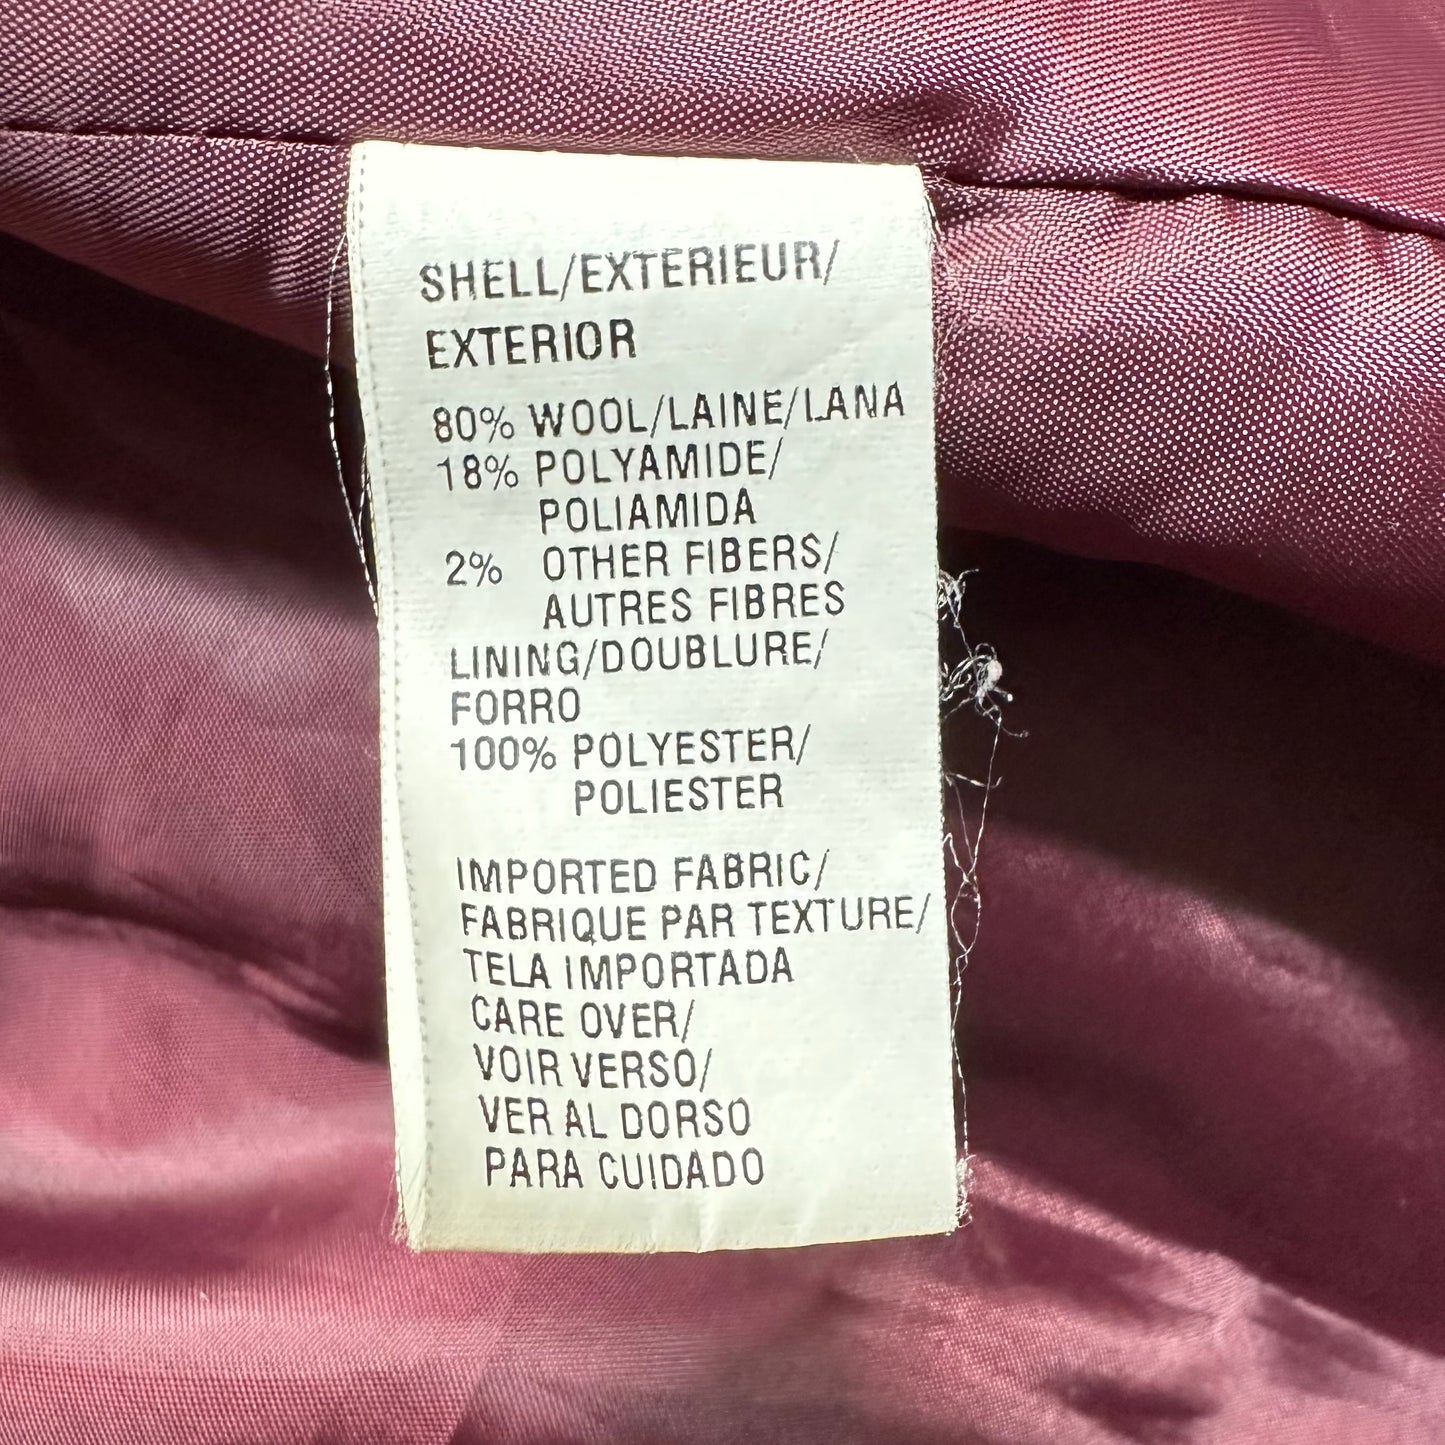 SHELL/EXTERIEUR/
EXTERIOR
80% WOOL/LAINE/LANA
18% POLYAMIDE/
POLIAMIDA
2% OTHER FIBERS/
AUTRES FIBRES
LINING/DOUBLURE/
FORRO
100% POLYESTER/
POLIESTER
IMPORTED FABRIC/
FABRIQUE PAR TEXTURE/
TELA IMPORTADA
CARE OVER/
VOIR VERSO/
VER AL DORSO
PARA CUIDADO